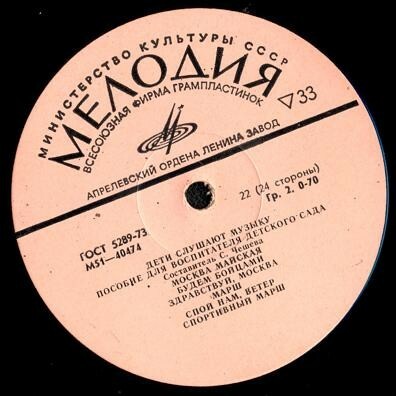 МИНИСТЕРСТВО КУЛЬТУРЫ СССР
МЕЛОДИЯ
ВСЕСОЮЗНАЯ ФИРМА ГРАМПЛАСТИНОК
▽33
АПРЕЛЕВСКИЙ ОРДЕНА ЛЕНИНА ЗАВОД
ГОСТ 5289-73
М51—40474
22 (24 стороны)
Гр. 2. 0-70
ДЕТИ СЛУШАЮТ МУЗЫКУ
ПОСОБИЕ ДЛЯ ВОСПИТАТЕЛЯ ДЕТСКОГО САДА
Составитель С. Чешева
МОСКВА МАЙСКАЯ
БУДЕМ БОЙЦАМИ
ЗДРАВСТВУЙ, МОСКВА
МАРШ
СПОЙ НАМ, ВЕТЕР
СПОРТИВНЫЙ МАРШ